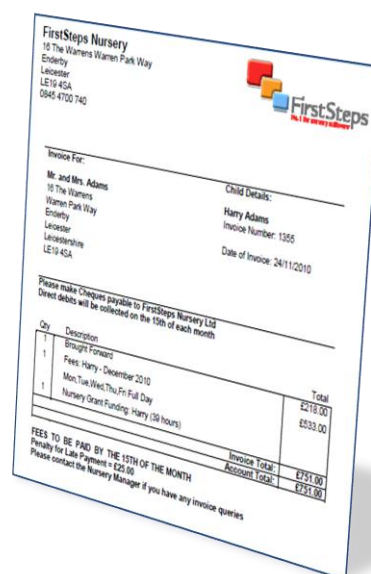 FirstSteps Nursery
16 The Warrens Warren Park Way
Enderby
Leicester
LE19 4SA
0845 4700 740
FirstSteps
No.1 for nursery software
Invoice For:
Mr. and Mrs. Adams
16 The Warrens
Warren Park Way
Enderby
Leicester
Leicestershire
LE19 4SA
Child Details:
Harry Adams
Invoice Number: 1355
Date of Invoice: 24/11/2010
Please make Cheques payable to FirstSteps Nursery Ltd
Direct debits will be collected on the 15th of each month
Qty Description Total
1 Brought Forward £218.00
1 Fees: Harry - December 2010 £533.00
Mon,Tue,Wed,Thu,Fri Full Day
1 Nursery Grant Funding: Harry (39 hours)
Invoice Total: £751.00
Account Total: £751.00
FEES TO BE PAID BY THE 15TH OF THE MONTH
Penalty for Late Payment = £25.00
Please contact the Nursery Manager if you have any invoice queries